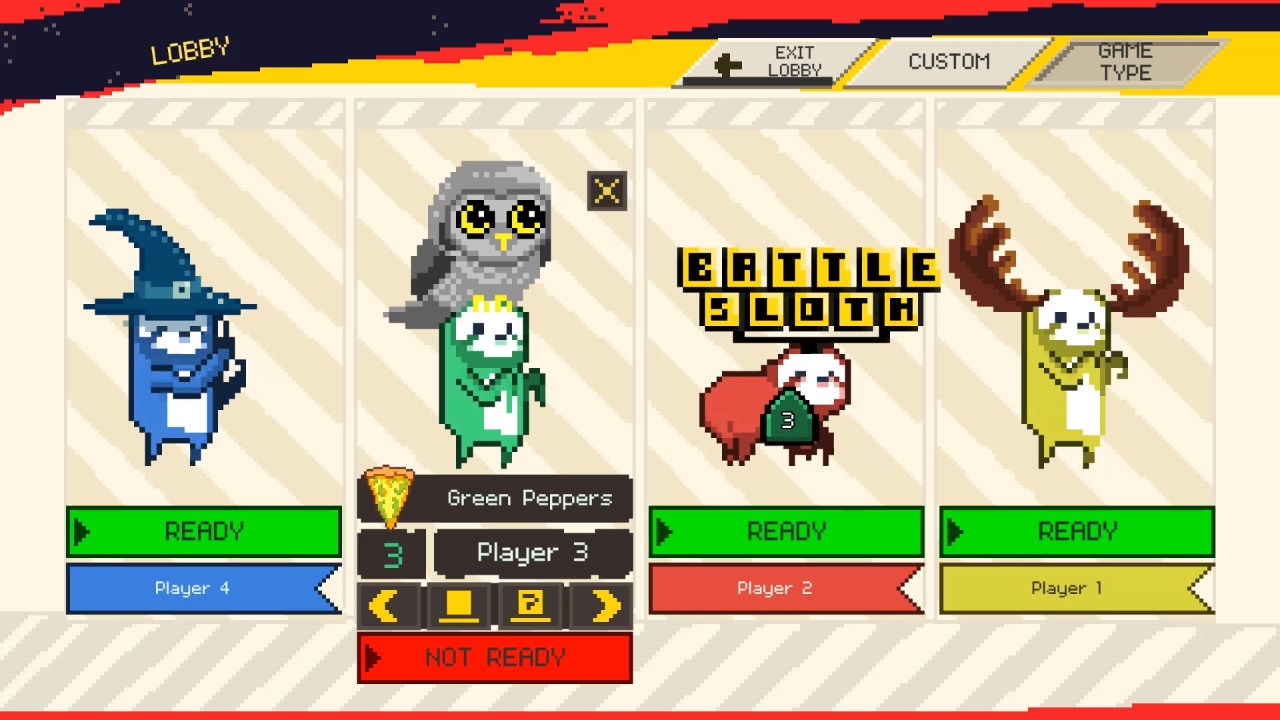 LOBBY
EXIT
LOBBY
CUSTOM
GAME
TYPE
BATTLE
SLOTH
3
Green Peppers
3
Player 3
?
READY
READY
READY
Player 4
Player 2
Player 1
NOT READY